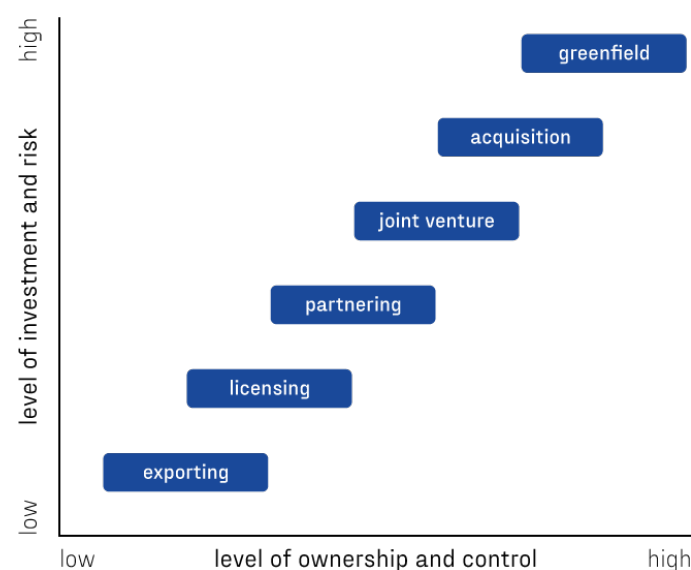 high
greenfield
acquisition
level of investment and risk
joint venture
partnering
licensing
exporting
low
low level of ownership and control high